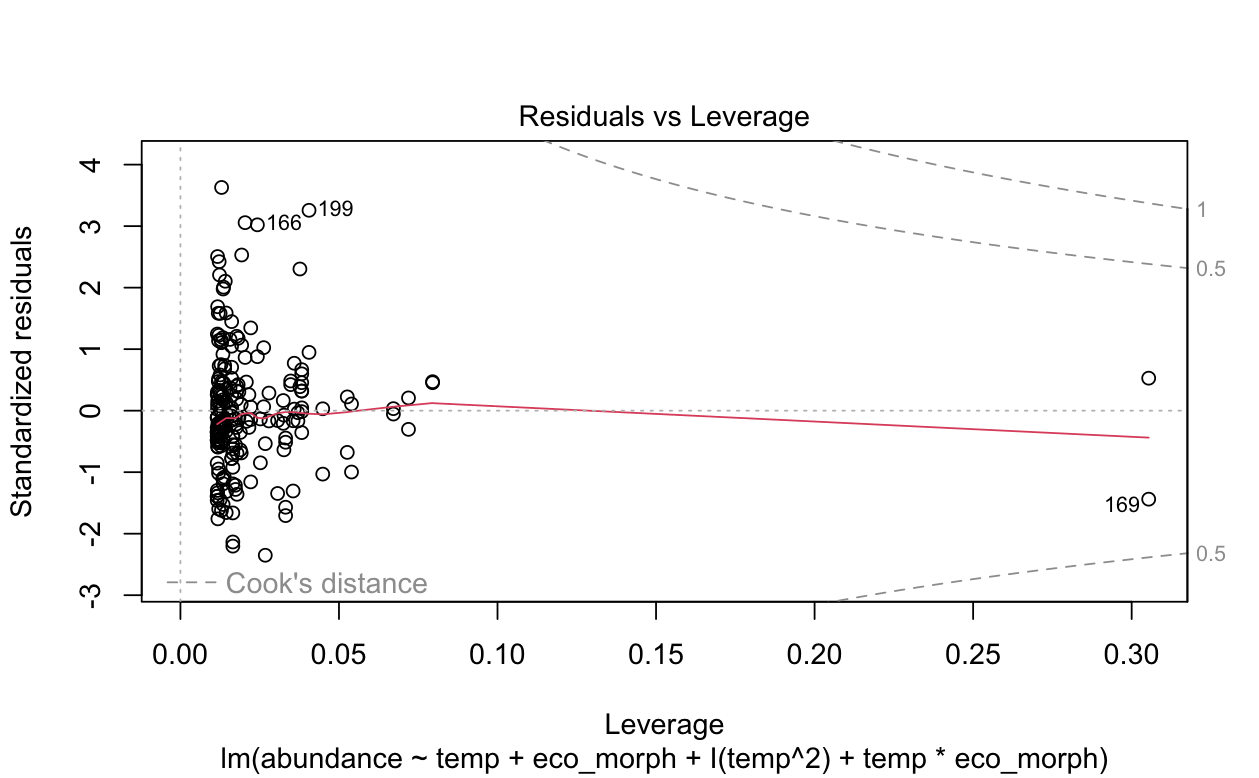 Residuals vs Leverage
Standardized residuals
4
3
2
1
0
-1
-2
-3
199
166
169
1
0.5
0.5
Cook's distance
0.00 0.05 0.10 0.15 0.20 0.25 0.30
Leverage
lm(abundance ~ temp + eco_morph + I(temp^2) + temp * eco_morph)